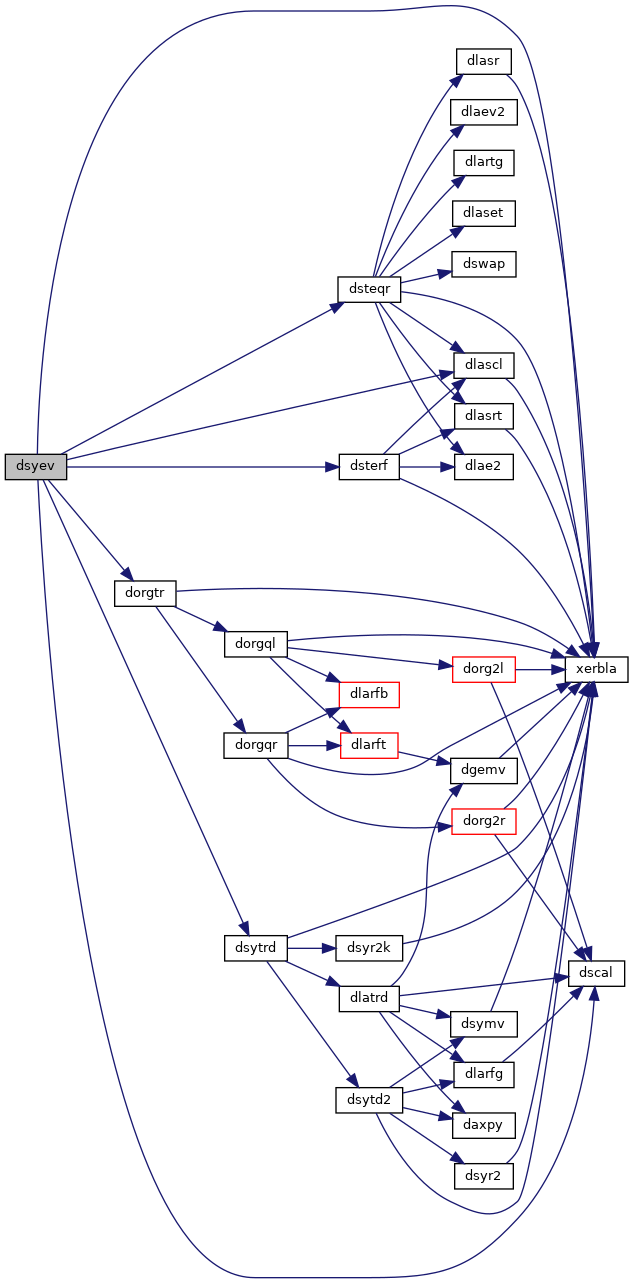 dlasr
dlaev2
dlartg
dlaset
dswap
dsteqr
dlascl
dlasrt
dsyev
dsterf
dlae2
dorgtr
dorgql
dorg2l
xerbla
dlarfb
dorgqr
dlarft
dgemv
dorg2r
dsytrd
dsyr2k
dscal
dlatrd
dsymv
dlarfg
dsytd2
daxpy
dsyr2